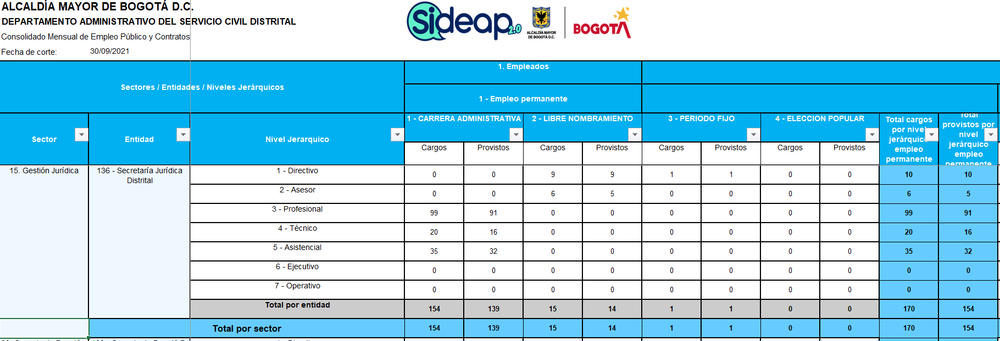 ALCALDÍA MAYOR DE BOGOTÁ D.C.
DEPARTAMENTO ADMINISTRATIVO DEL SERVICIO CIVIL DISTRITAL
Consolidado Mensual de Empleo Público y Contratos
Fecha de corte: 30/09/2021
Sideap 2.0
ALCALDÍA MAYOR
DE BOGOTÁ D.C.
BOGOTÁ
Sectores / Entidades / Niveles Jerárquicos
1. Empleados
1 - Empleo permanente
Sector Entidad Nivel Jerarquico
1 - CARRERA ADMINISTRATIVA 2 - LIBRE NOMBRAMIENTO 3 - PERIODO FIJO 4 - ELECCION POPULAR
Total cargos
por nivel
jerárquico
empleo
permanente
Total
provistos por
nivel
jerárquico
empleo
permanente
Cargos Provistos Cargos Provistos Cargos Provistos Cargos Provistos
15. Gestión Jurídica
136 - Secretaría Jurídica
Distrital
1 - Directivo 0 0 9 9 1 1 0 0 10 10
2 - Asesor 0 0 6 5 0 0 0 0 6 5
3 - Profesional 99 91 0 0 0 0 0 0 99 91
4 - Técnico 20 16 0 0 0 0 0 0 20 16
5 - Asistencial 35 32 0 0 0 0 0 0 35 32
6 - Ejecutivo 0 0 0 0 0 0 0 0 0 0
7 - Operativo 0 0 0 0 0 0 0 0 0 0
Total por entidad 154 139 15 14 1 1 0 0 170 154
Total por sector 154 139 15 14 1 1 0 0 170 154